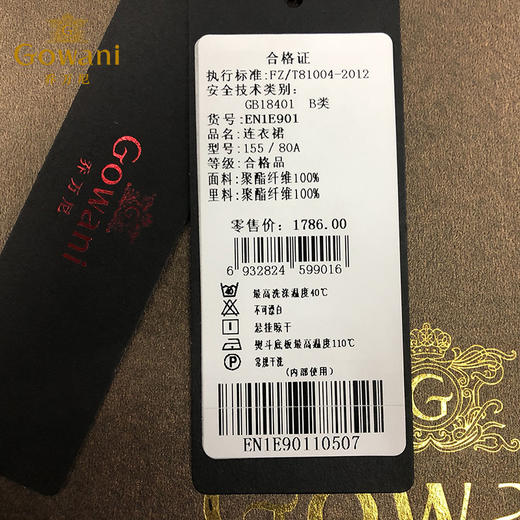 Gowani
乔万尼
Gowani
乔万尼
合格证
执行标准: FZ/T81004-2012
安全技术类别:
GB18401 B类
货号: EN1E901
品名: 连衣裙
型号: 155/80A
等级: 合格品
面料: 聚酯纤维100%
里料: 聚酯纤维100%
零售价: 1786.00
6 932824 599016
最高洗涤温度40℃
不可漂白
悬挂晾干
熨斗底板最高温度110℃
常规干洗
(内部使用)
EN1E90110507
G
Gowa